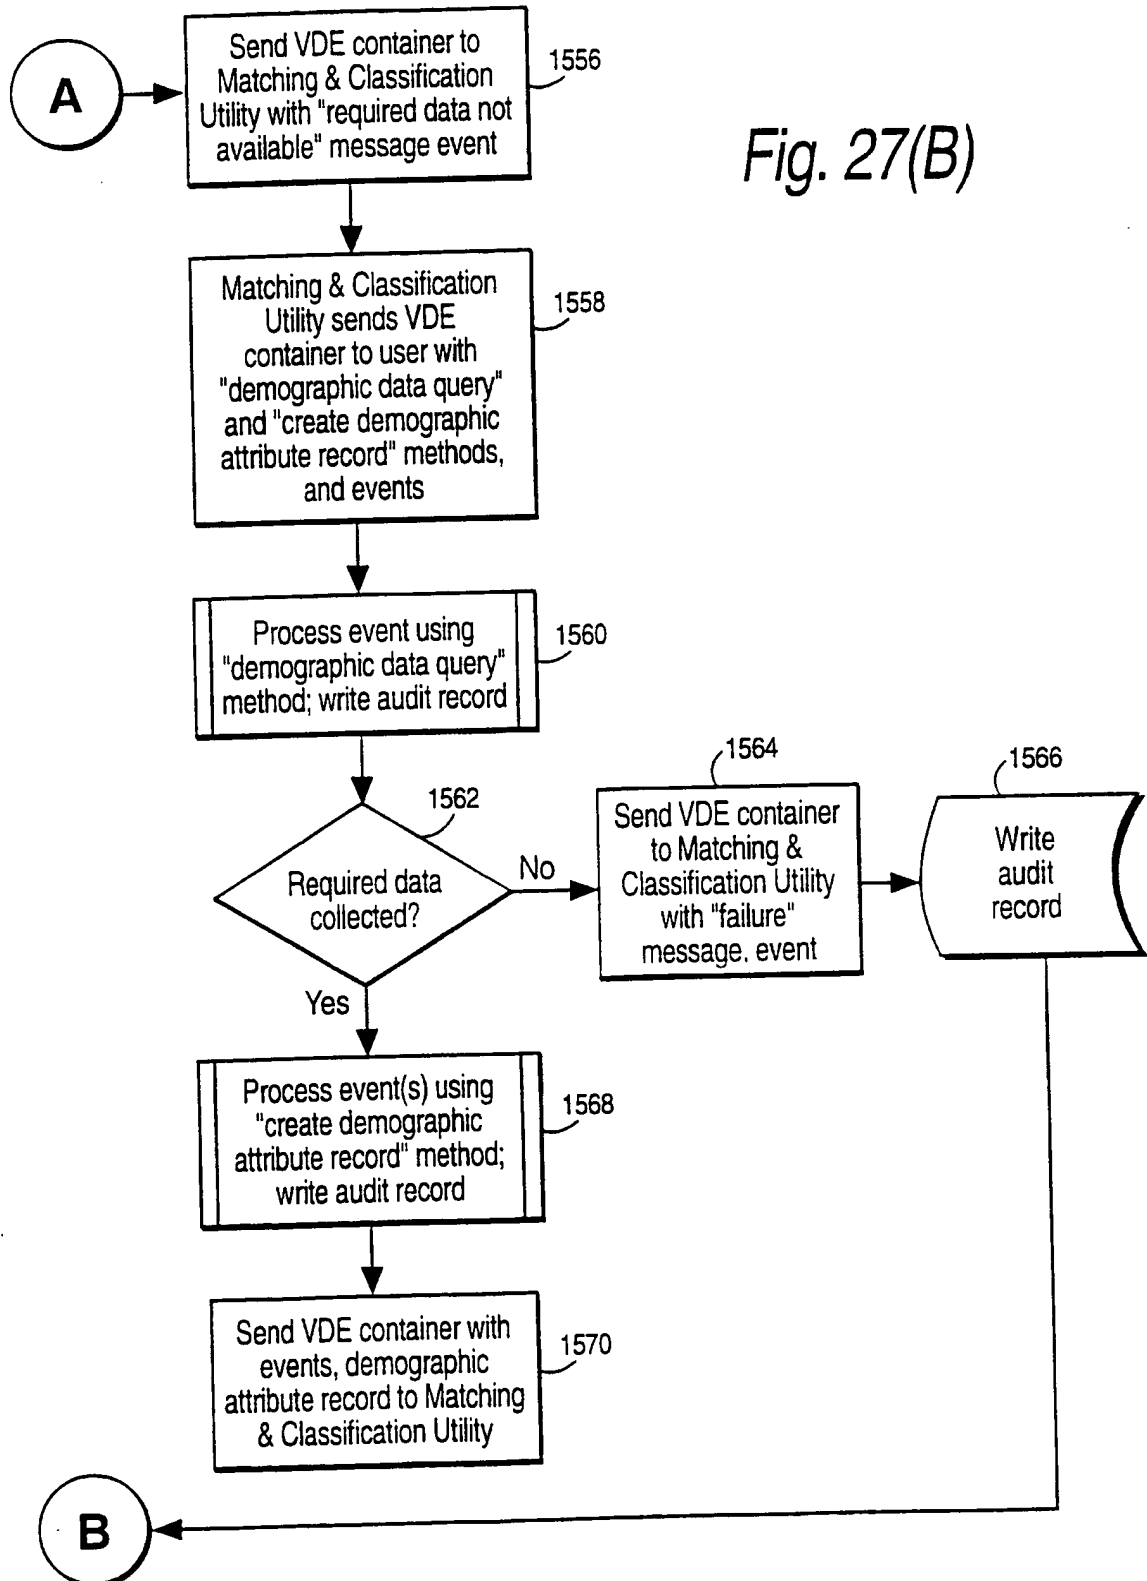 A
Send VDE container to
Matching & Classification
Utility with "required data not
available" message event
1556
Fig. 27(B)
Matching & Classification
Utility sends VDE
container to user with
"demographic data query"
and "create demographic
attribute record" methods,
and events
1558
Process event using
"demographic data query"
method; write audit record
1560
1562
Required data
collected?
No
Yes
1564
Send VDE container
to Matching &
Classification Utility
with "failure"
message. event
1566
Write
audit
record
Process event(s) using
"create demographic
attribute record" method;
write audit record
1568
Send VDE container with
events, demographic
attribute record to Matching
& Classification Utility
1570
B